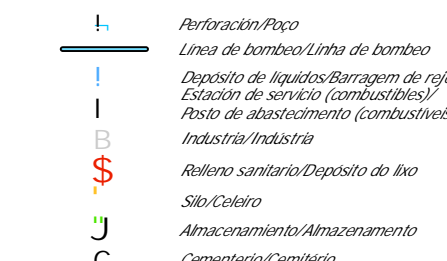 Perforación/Poço
Línea de bombeo/Linha de bombeo
Depósito de líquidos/Barragem de
Estación de servicio (combustibles)/
Posto de abastecimento (combustíveis
B Industria/Indústria
$ Relleno sanitario/Depósito do lixo
Silo/Celeiro
Almacenamiento/Almazenamento
Cementerio/Cemitério